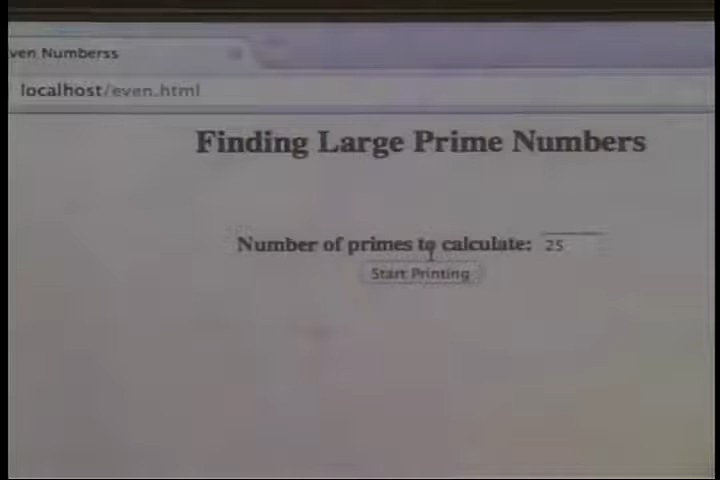 ven Numberss
localhost/even.html
Finding Large Prime Numbers
Number of primes to calculate: 25
Start Printing